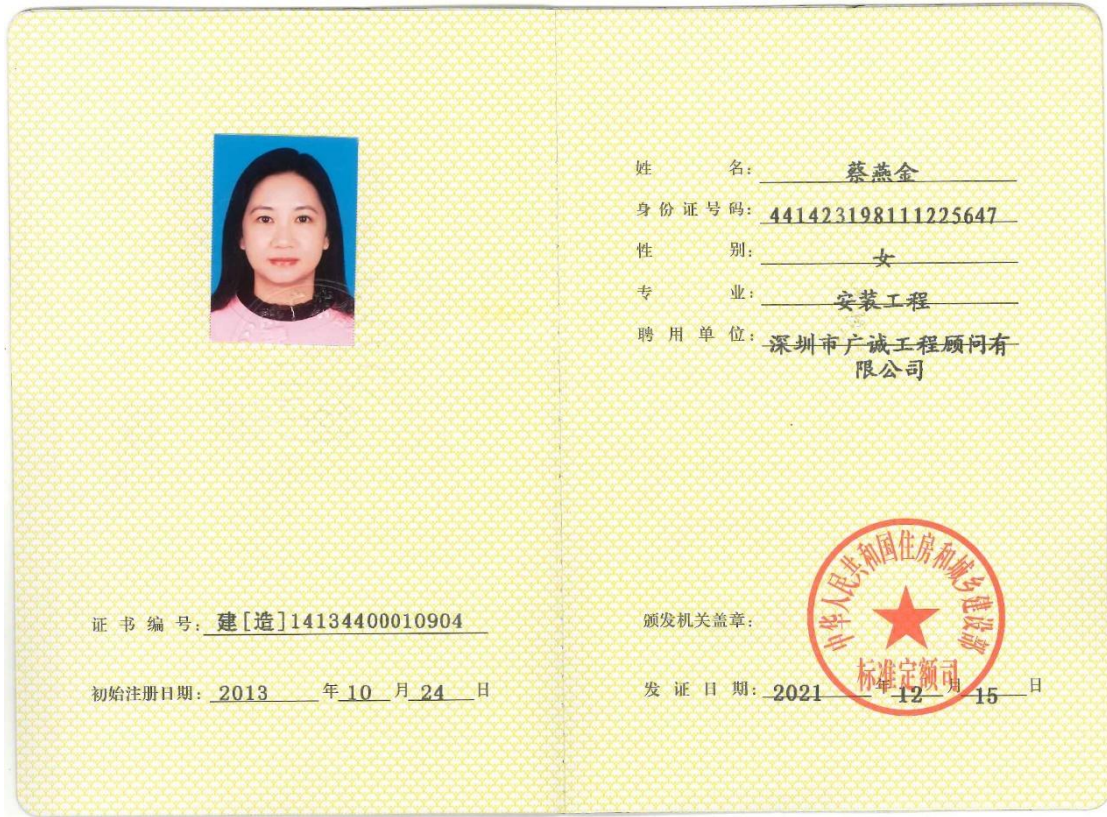 证书编号：建[造]14134400010904
初始注册日期：2013年10月24日
姓名：蔡燕金
身份证号码：441423198111225647
性别：女
专业：安装工程
聘用单位：深圳市广诚工程顾问有
限公司
中华人民共和国住房和城乡建设部
标准定额司
颁发机关盖章：
发证日期：2021年12月15日